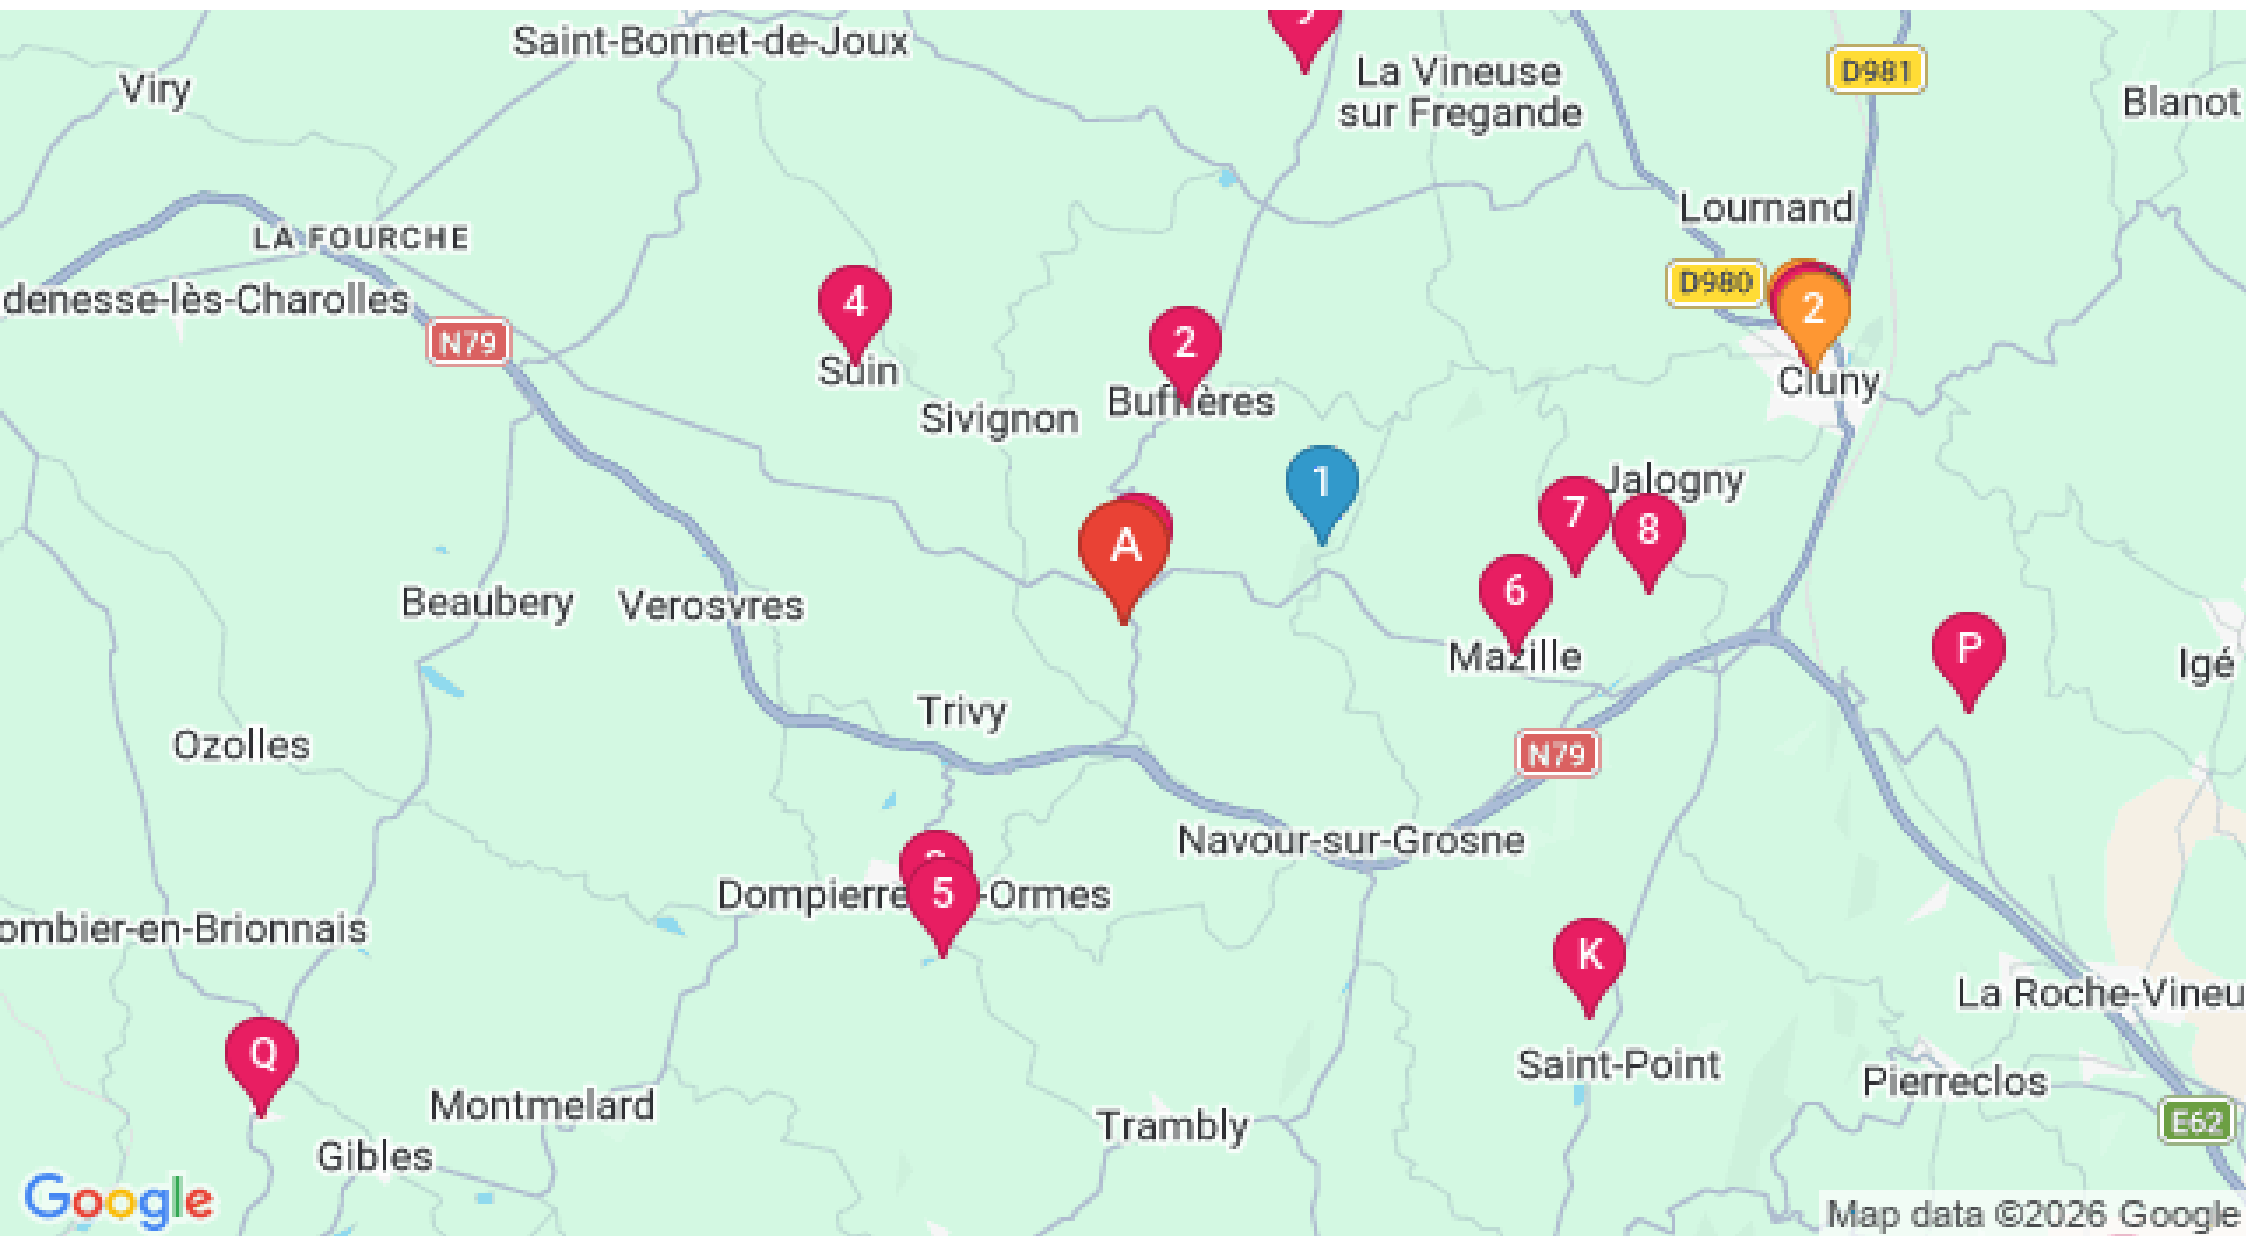 Saint-Bonnet-de-Joux
La Vineuse
sur Fregande
D981
Viry
Blanot
Lournand
LA FOURCHE
D980
denesse-lès-Charolles
4
2
2
N79
Suin
Cluny
Buffières
Sivignon
1
Jalogny
7
8
A
6
Beaubery
Verosvres
Mazille
P
Igé
Trivy
Ozolles
N79
Navour-sur-Grosne
5
Dompierre
-Ormes
ombier-en-Brionnais
K
La Roche-Vineu
Q
Saint-Point
Pierreclos
Montmelard
Trambly
E62
Gibles
Google
Map data ©2026 Google